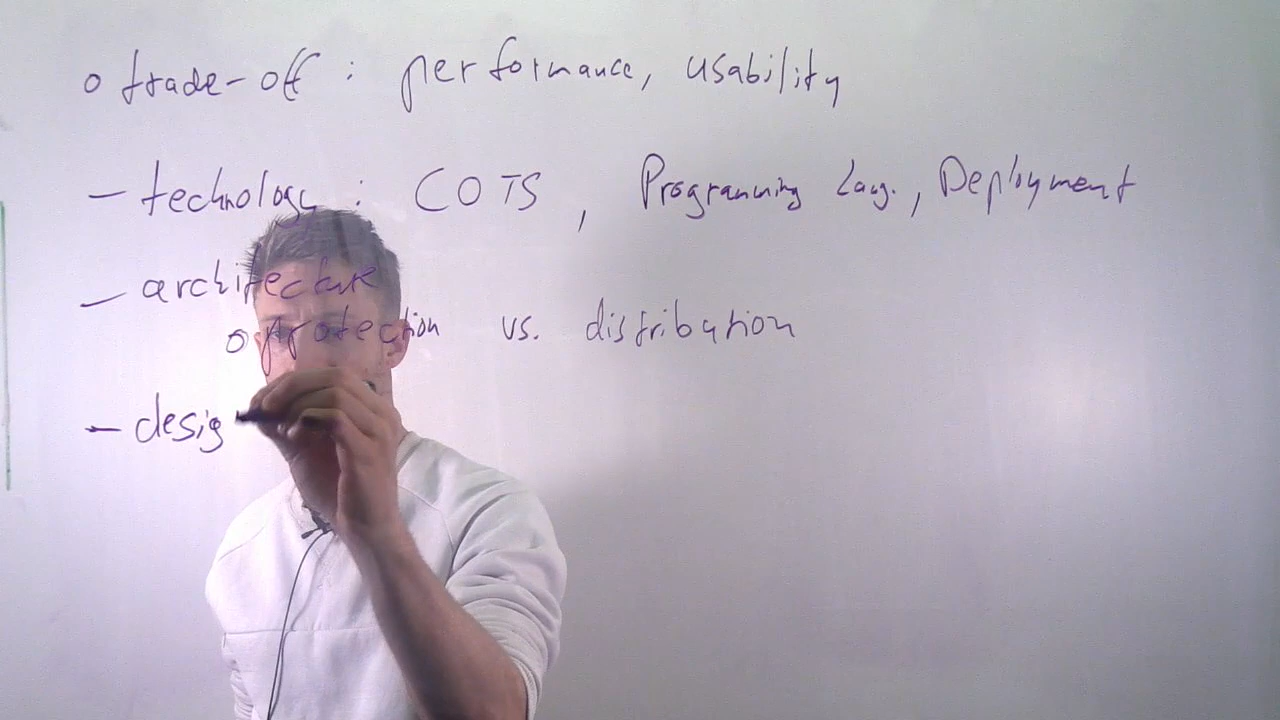 o trade-off : performance, usability
- technology : COTS, Programming Lang., Deployment
- architecture
o protection vs. distribution
- desig